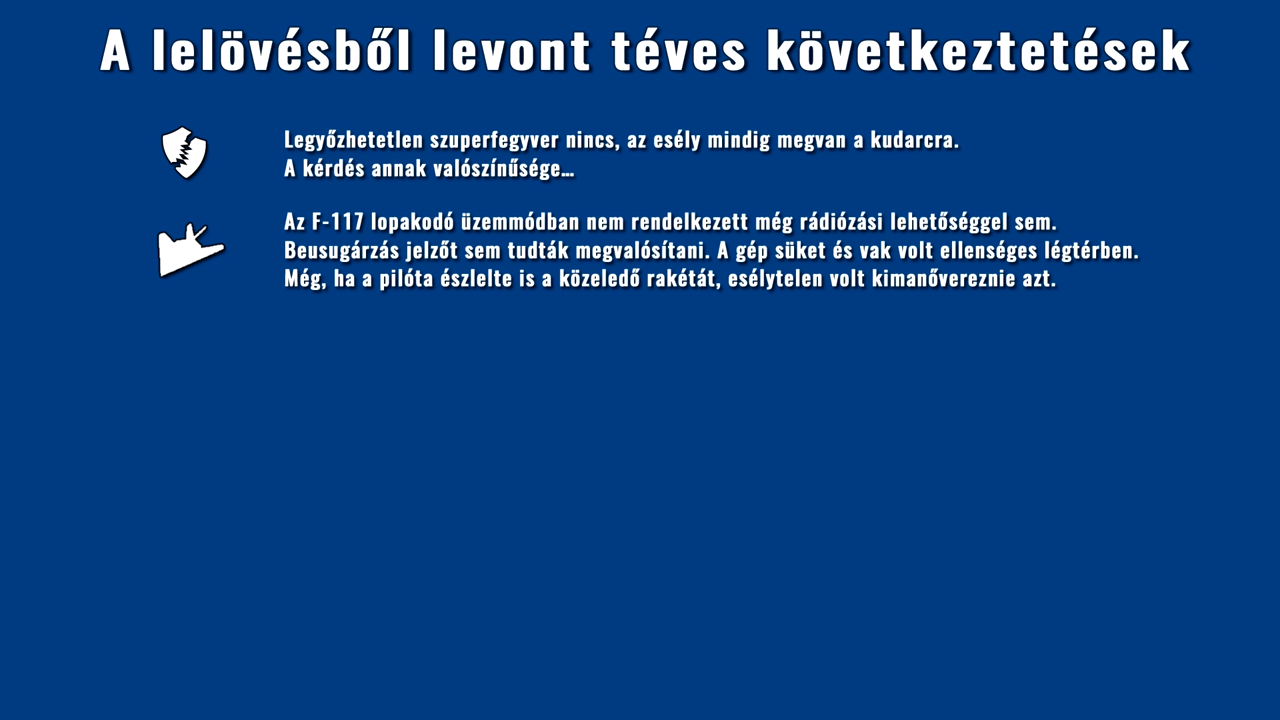 A lelövésből levont téves következtetések
Legyőzhetetlen szuperfegyver nincs, az esély mindig megvan a kudarcra.
A kérdés annak valószínűsége...
Az F-117 lopakodó üzemmódban nem rendelkezett még rádiózási lehetőséggel sem.
Beusugárzás jelzőt sem tudták megvalósítani. A gép süket és vak volt ellenséges légtérben.
Még, ha a pilóta észlelte is a közeledő rakétát, esélytelen volt kimanővereznie azt.